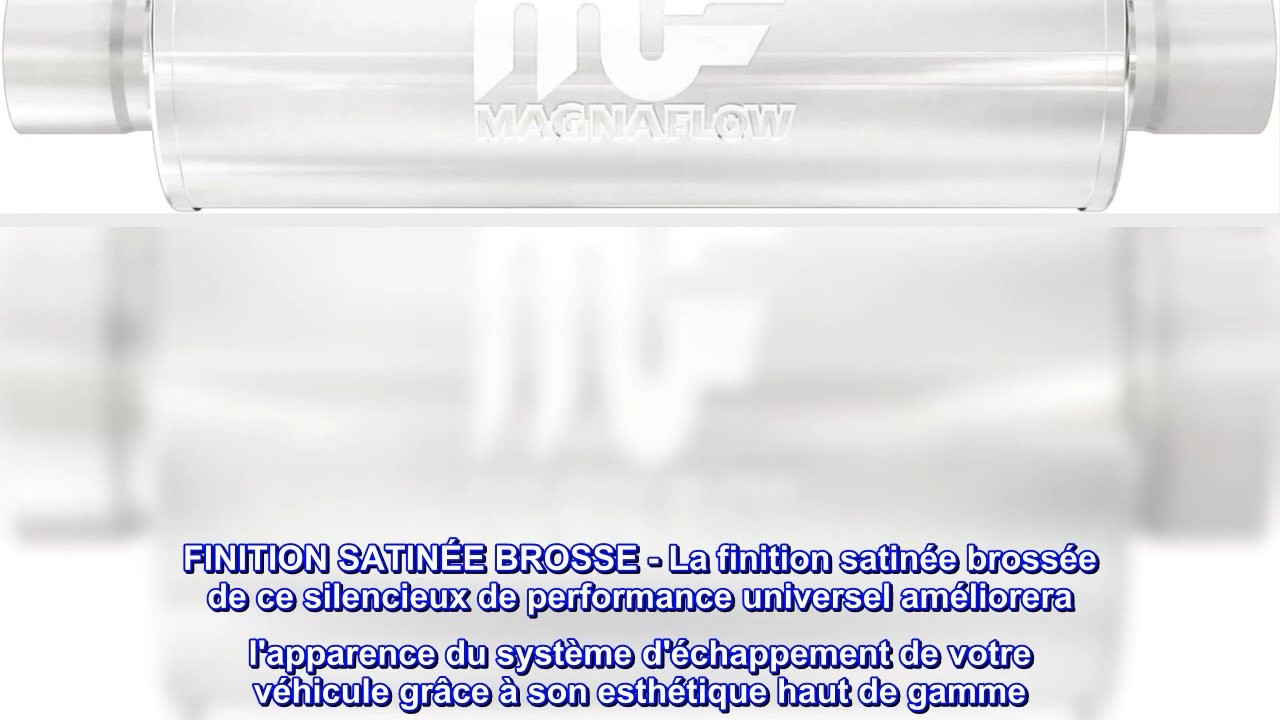 MAGNAFLOW
FINITION SATINÉE BROSSE - La finition satinée brossée
de ce silencieux de performance universel améliorera
l'apparence du système d'échappement de votre
véhicule grâce à son esthétique haut de gamme